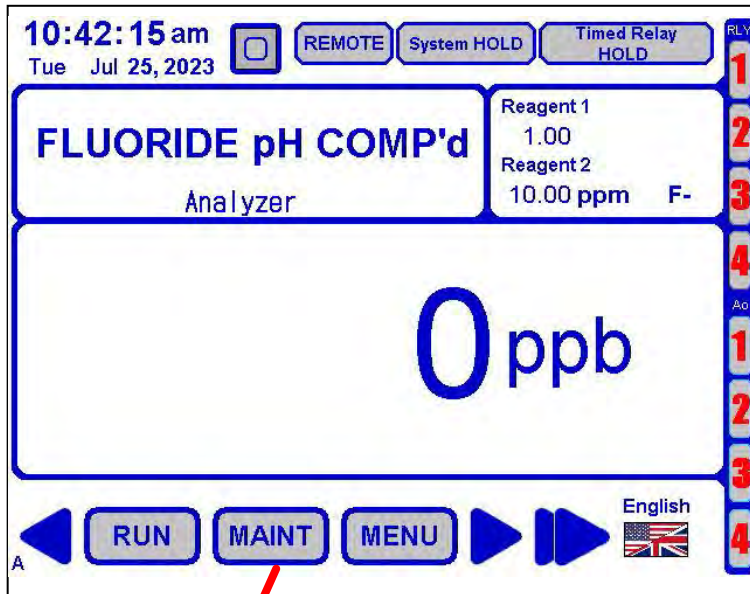 10:42:15 am
Tue Jul 25, 2023
REMOTE
System HOLD
Timed Relay
HOLD
RLY
1
2
3
4
FLUORIDE pH COMP'd
Analyzer
Reagent 1
1.00
Reagent 2
10.00 ppm F-
0 ppb
Ao
1
2
3
4
RUN
MAINT
MENU
English
A